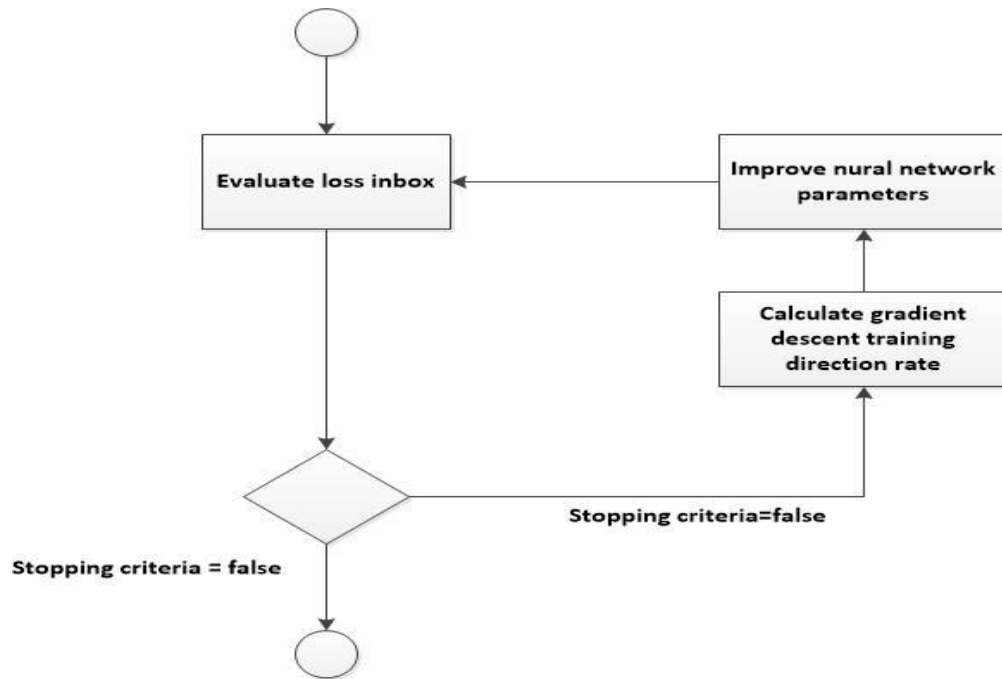 Evaluate loss inbox
Improve nural network
parameters
Calculate gradient
descent training
direction rate
Stopping criteria=false
Stopping criteria = false